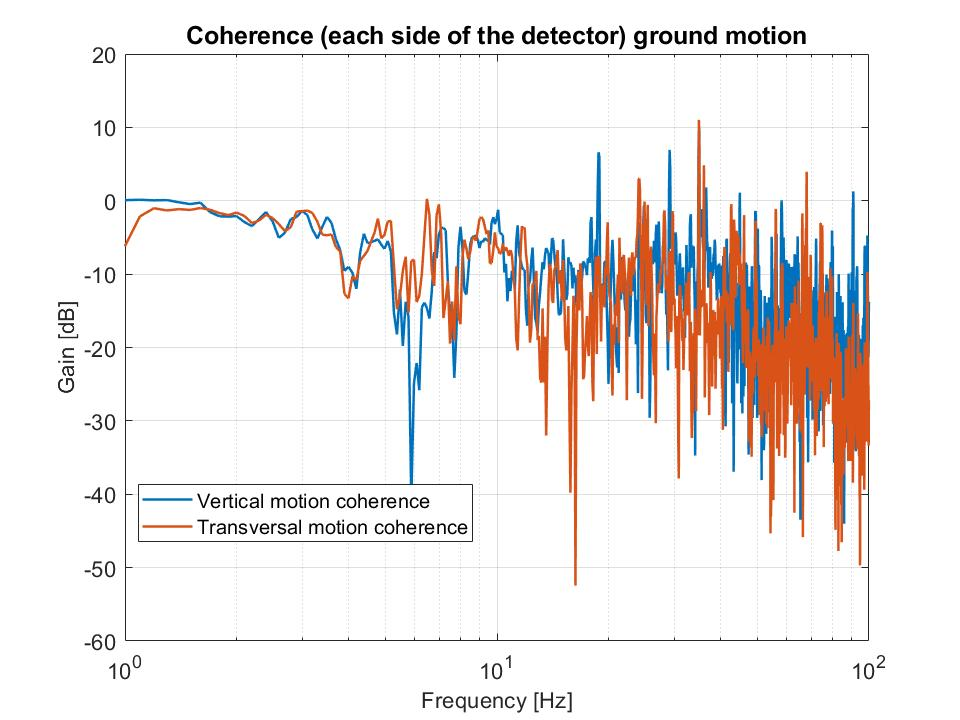 Coherence (each side of the detector) ground motion
20
10
0
-10
-20
-30
-40
-50
-60
Gain [dB]
Vertical motion coherence
Transversal motion coherence
10^0 10^1 10^2
Frequency [Hz]